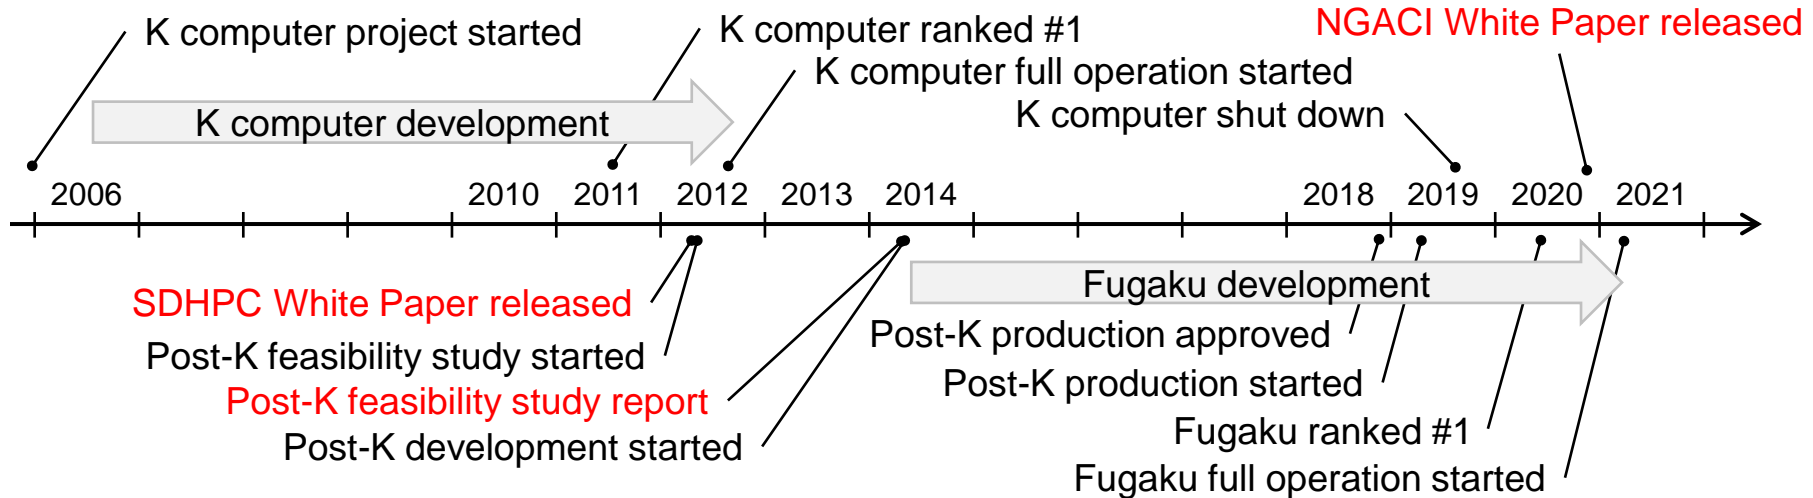 NGACI White Paper released
K computer project started
K computer ranked #1
K computer full operation started
K computer shut down
K computer development
2006
2010
2011
2012
2013
2014
2018
2019
2020
2021
Fugaku development
SDHPC White Paper released
Post-K feasibility study started
Post-K feasibility study report
Post-K development started
Post-K production approved
Post-K production started
Fugaku ranked #1
Fugaku full operation started